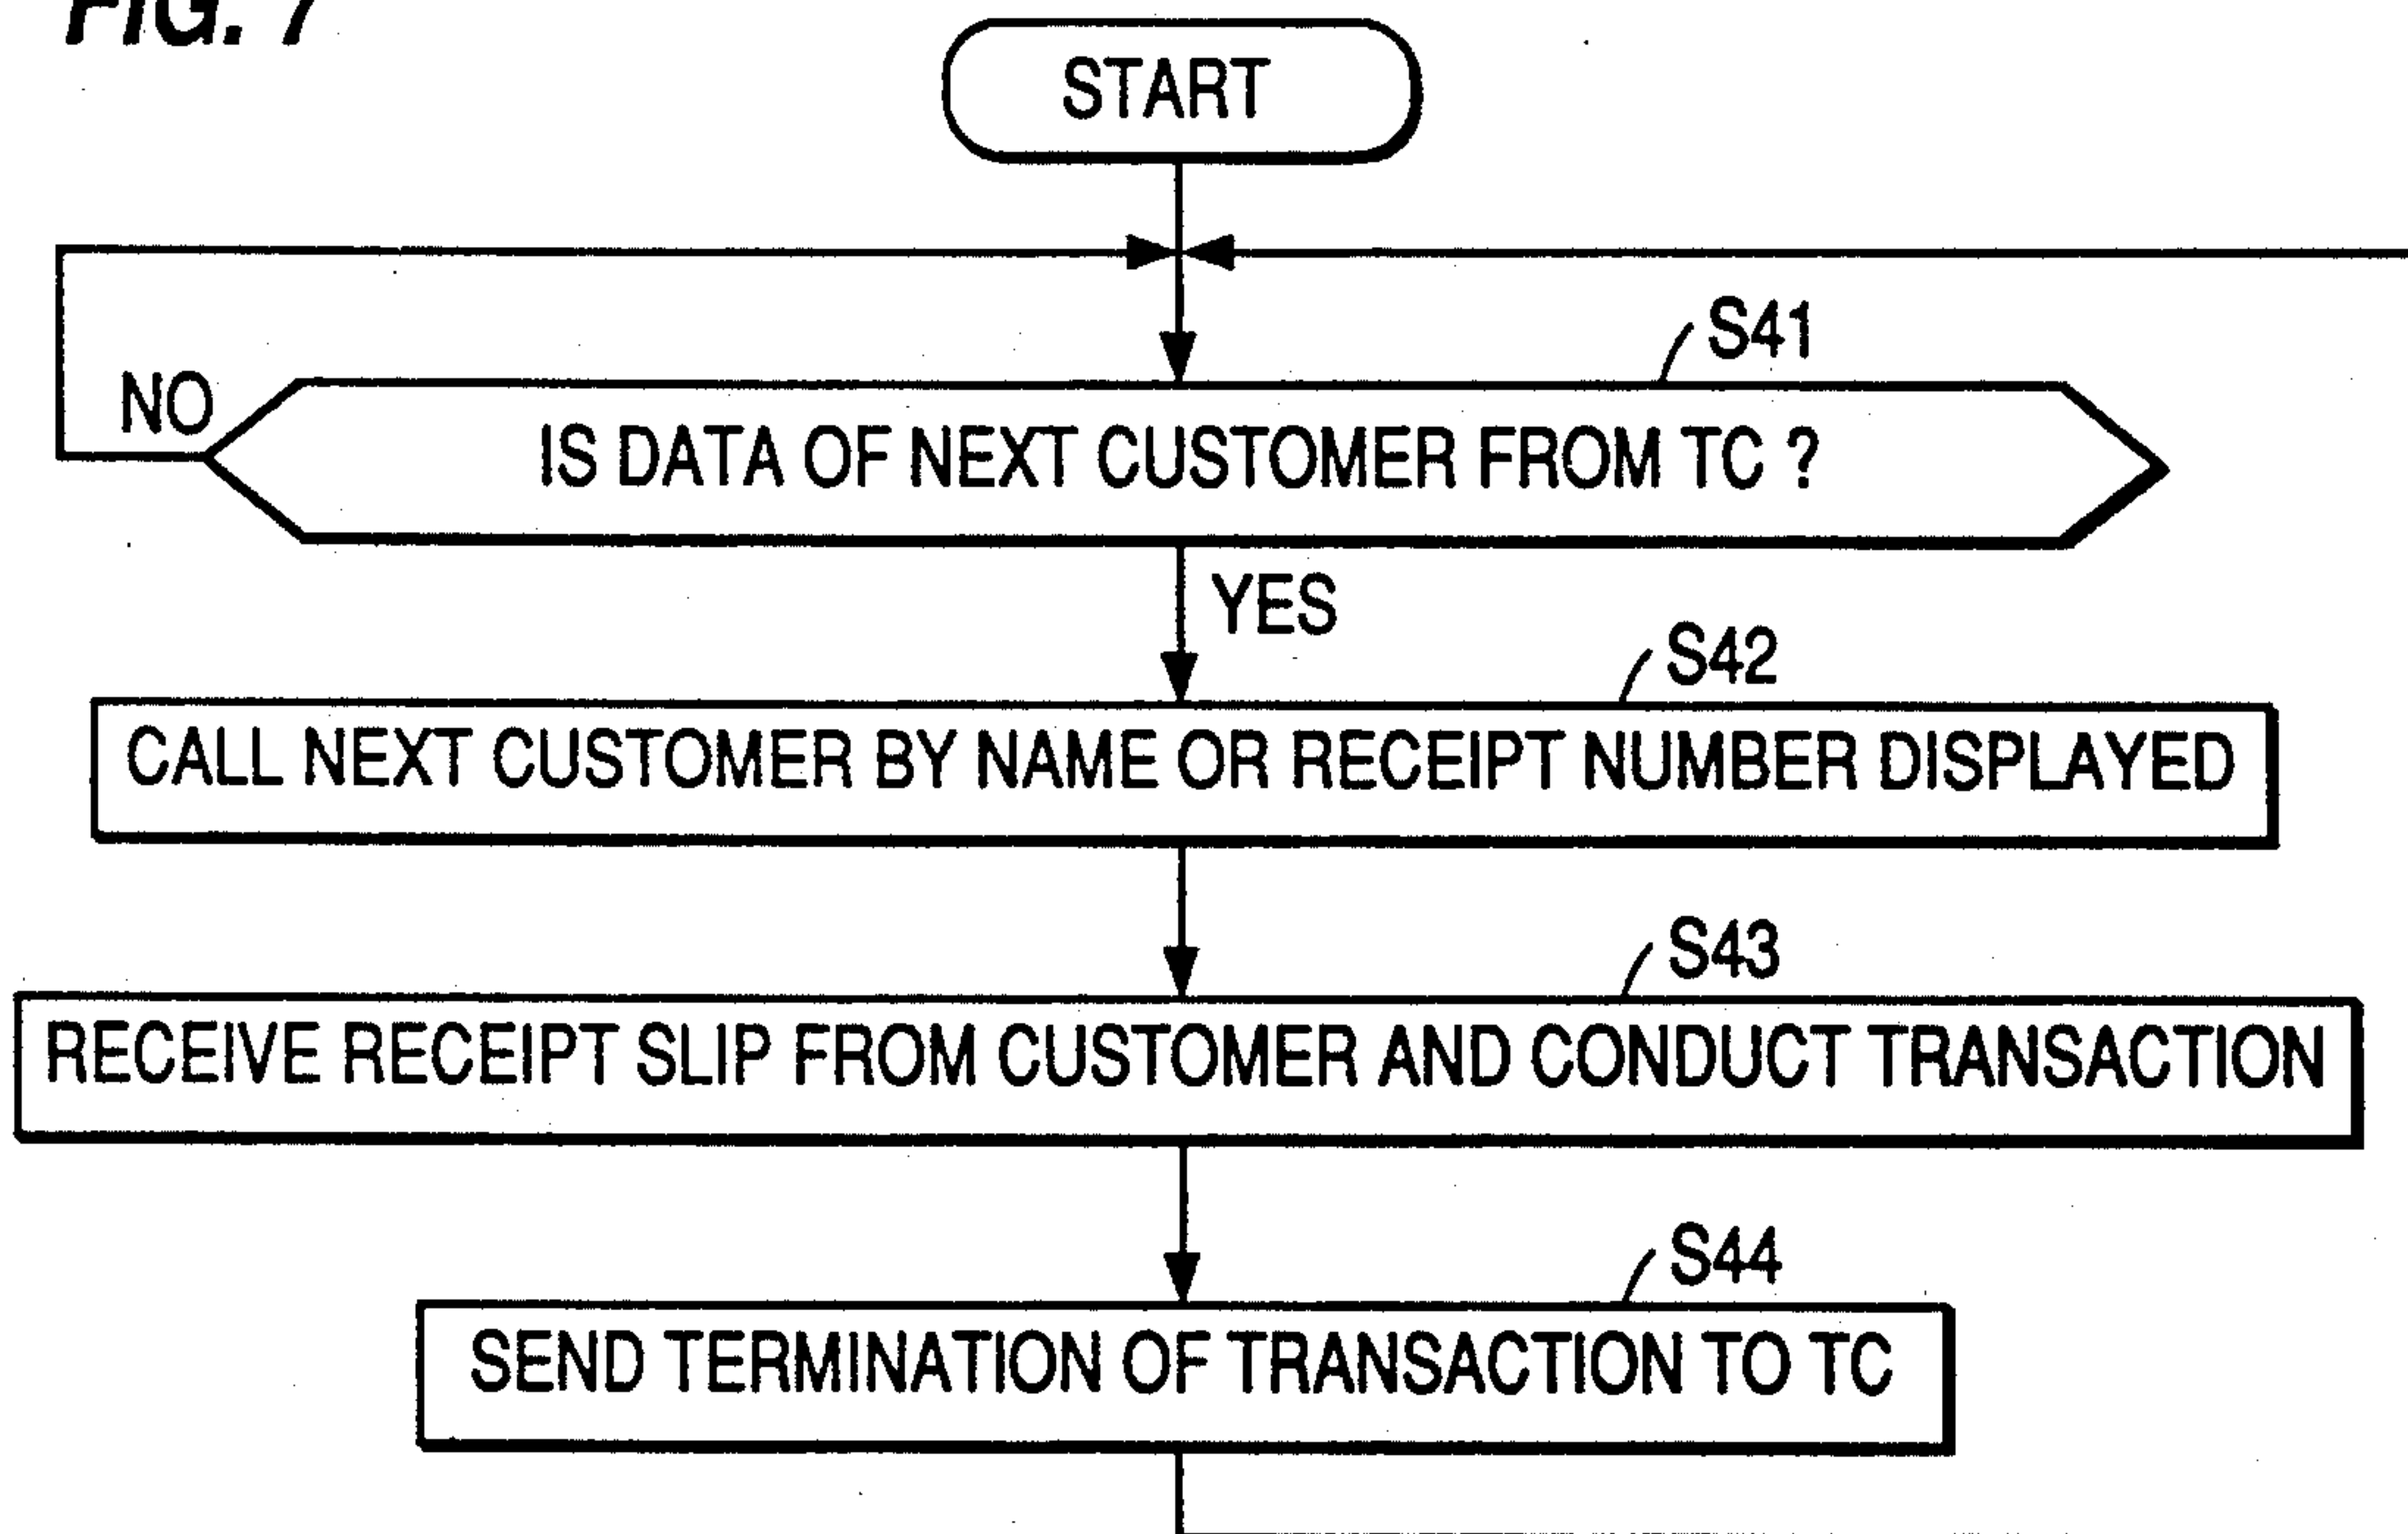 FIG. 7
START
S41
NO
IS DATA OF NEXT CUSTOMER FROM TC ?
YES
S42
CALL NEXT CUSTOMER BY NAME OR RECEIPT NUMBER DISPLAYED
S43
RECEIVE RECEIPT SLIP FROM CUSTOMER AND CONDUCT TRANSACTION
S44
SEND TERMINATION OF TRANSACTION TO TC